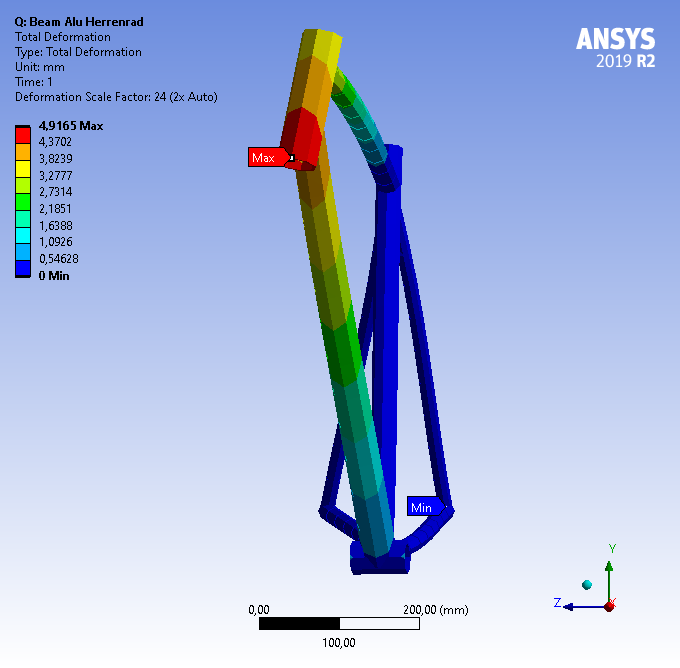 Q: Beam Alu Herrenrad
Total Deformation
Type: Total Deformation
Unit: mm
Time: 1
Deformation Scale Factor: 24 (2x Auto)
ANSYS
2019 R2
4,9165 Max
4,3702
3,8239
3,2777
2,7314
2,1851
1,6388
1,0926
0,54628
0 Min
Max
Min
Y
Z
X
0,00
200,00 (mm)
100,00